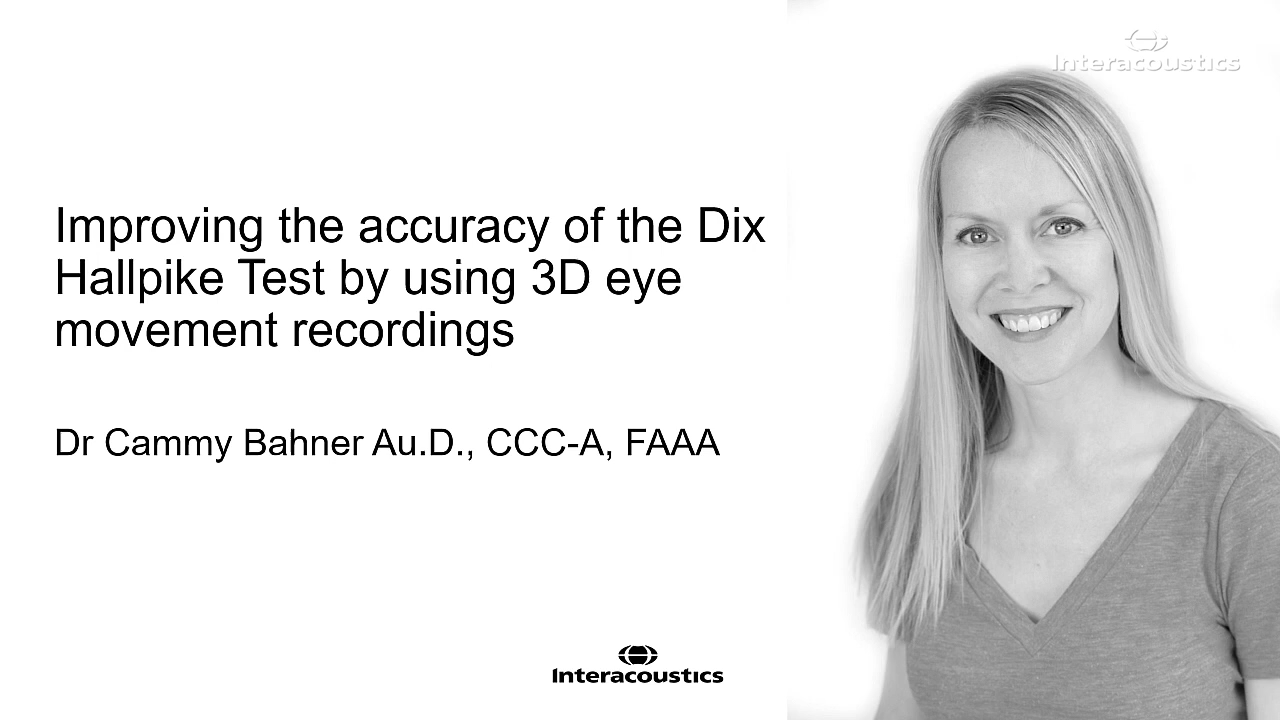 Interacoustics
Improving the accuracy of the Dix
Hallpike Test by using 3D eye
movement recordings
Dr Cammy Bahner Au.D., CCC-A, FAAA
Interacoustics